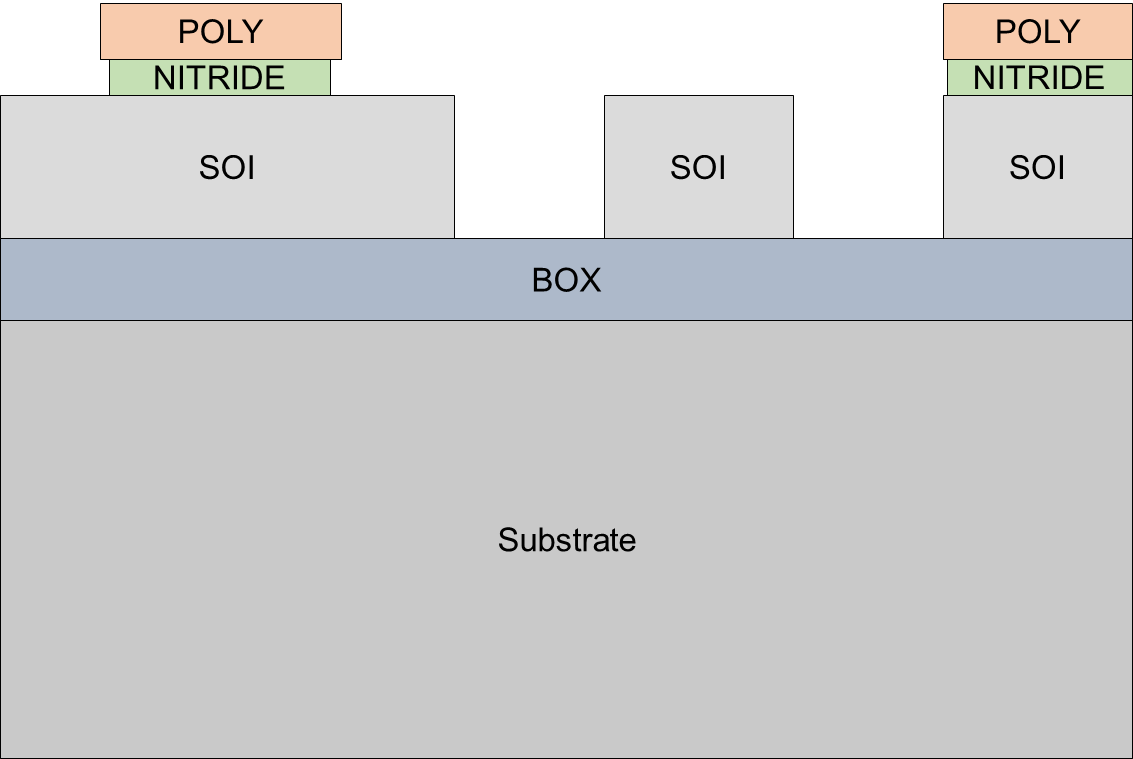 POLY
POLY
NITRIDE
NITRIDE
SOI
SOI
SOI
BOX
Substrate